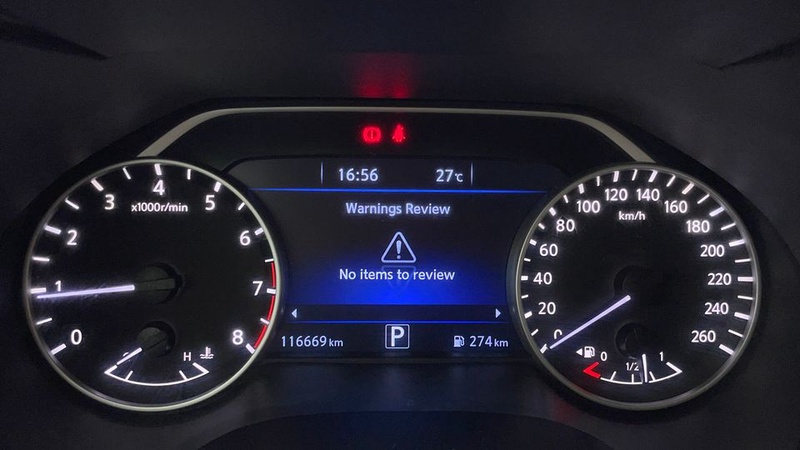 16:56 27°C
Warnings Review
No items to review
116669 km P 274 km
0 1 2 3 4 5 6 7 8
x1000r/min
H
0 20 40 60 80 100 120 140 160 180 200 220 240 260
km/h
0 1/2 1